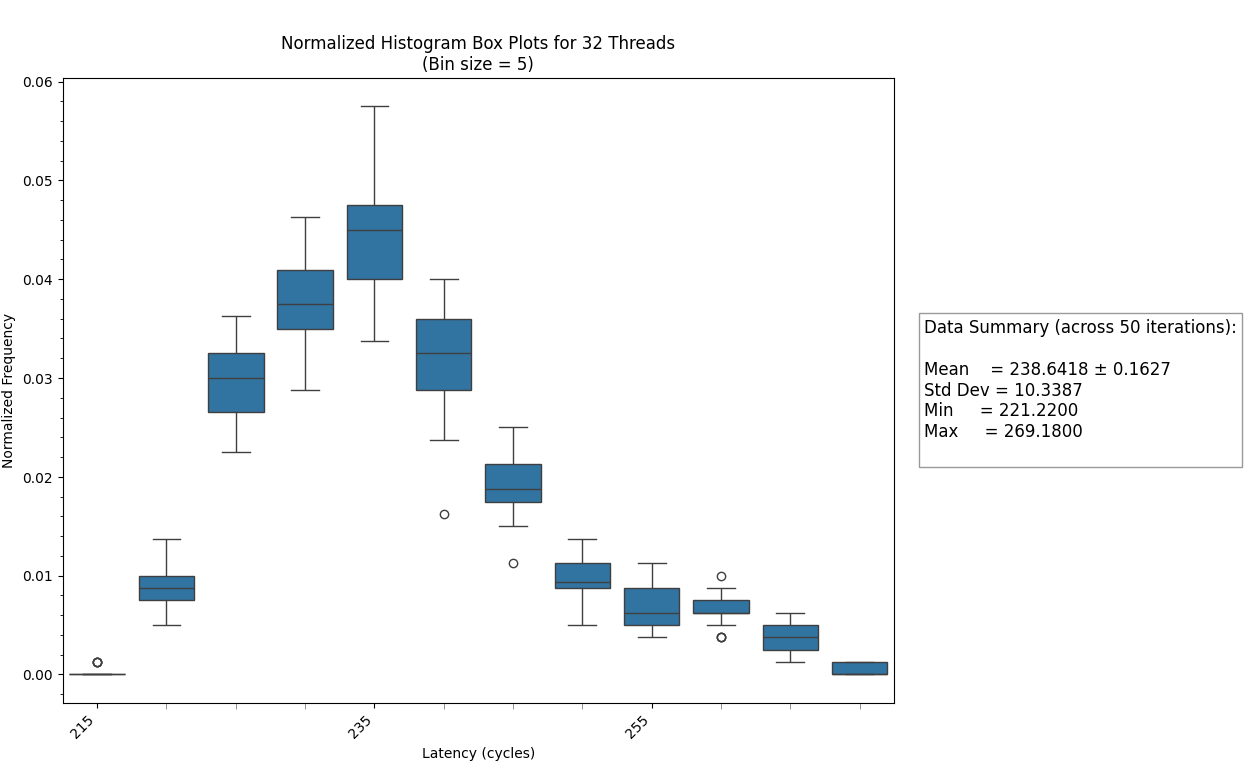 Normalized Histogram Box Plots for 32 Threads
(Bin size = 5)
0.06
0.05
0.04
0.03
0.02
0.01
0.00
Normalized Frequency
215
235
255
Latency (cycles)
Data Summary (across 50 iterations):
Mean = 238.6418 ± 0.1627
Std Dev = 10.3387
Min = 221.2200
Max = 269.1800